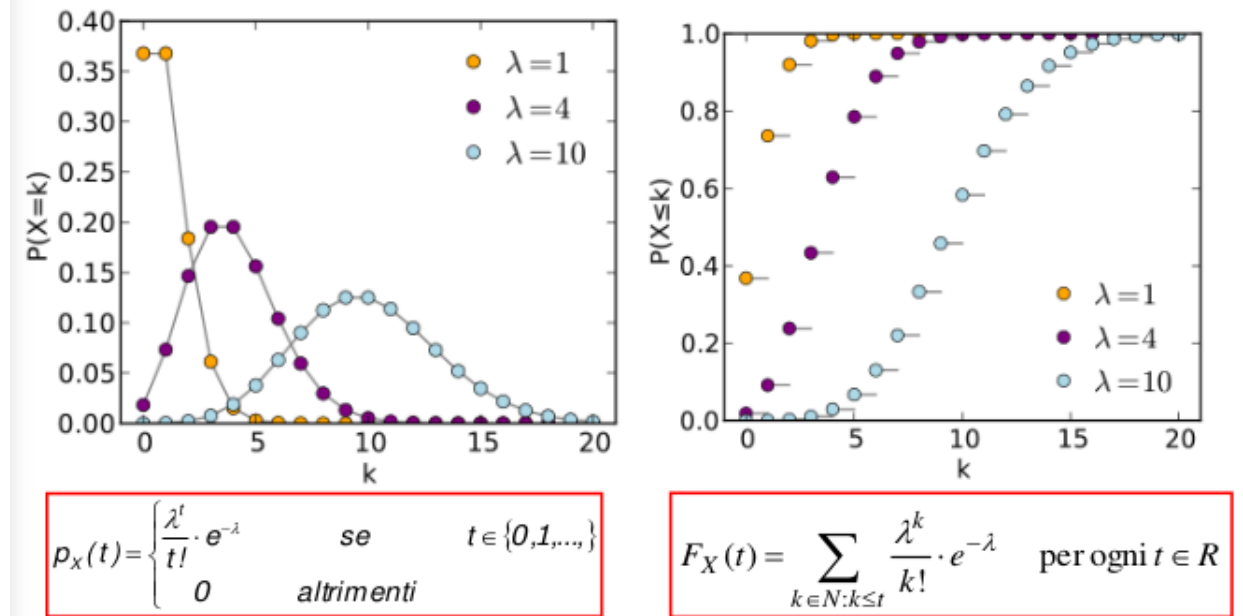 0.40
0.35
0.30
0.25
0.20
0.15
0.10
0.05
0.00
P(X=k)
λ=1
λ=4
λ=10
0 5 10 15 20
k
1.0
0.8
0.6
0.4
0.2
0.0
P(X≤k)
λ=1
λ=4
λ=10
0 5 10 15 20
k
p_X(t) = { λ^t / t! · e^{-λ} se t ∈ {0,1,...,}
0 altrimenti
F_X(t) = ∑_{k∈N:k≤t} λ^k / k! · e^{-λ} per ogni t ∈ R